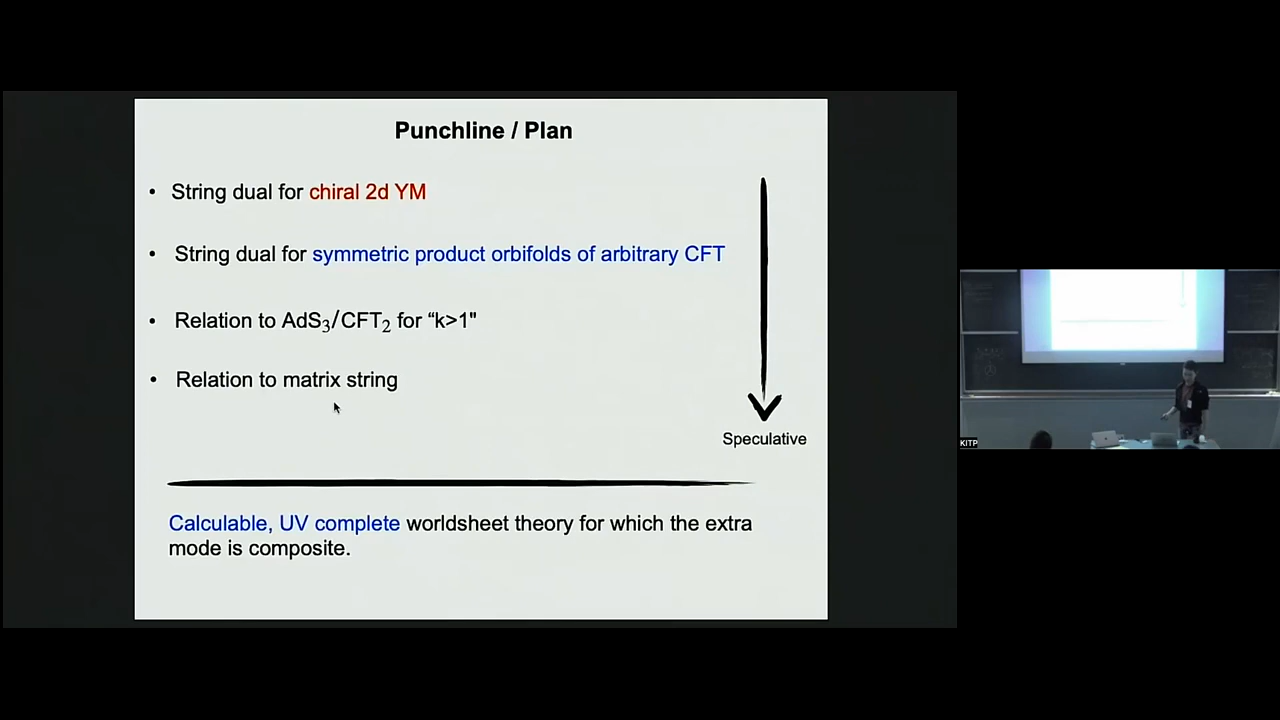 Punchline / Plan
• String dual for chiral 2d YM
• String dual for symmetric product orbifolds of arbitrary CFT
• Relation to AdS₃/CFT₂ for “k>1"
• Relation to matrix string
Speculative
Calculable, UV complete worldsheet theory for which the extra
mode is composite.
KITP